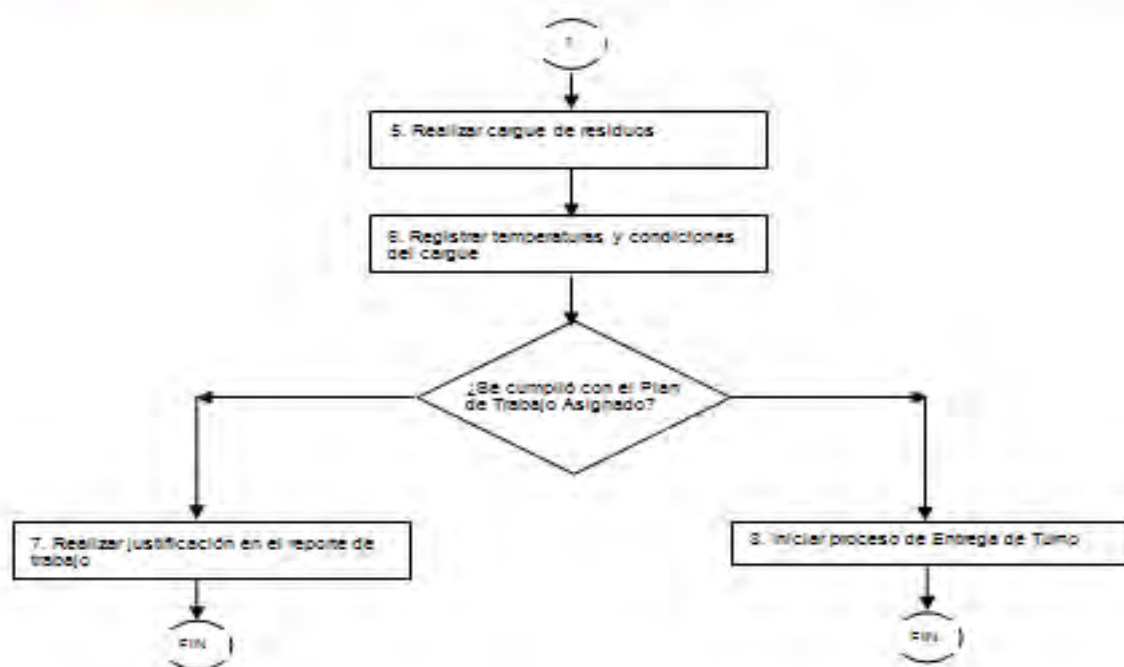 5. Realizar cargue de residuos
6. Registrar temperaturas y condiciones
del cargue
¿Se cumplió con el Plan
de Trabajo Asignado?
7. Realizar justificación en el reporte de
trabajo
8. Iniciar proceso de Entrega de Turno
FIN
FIN